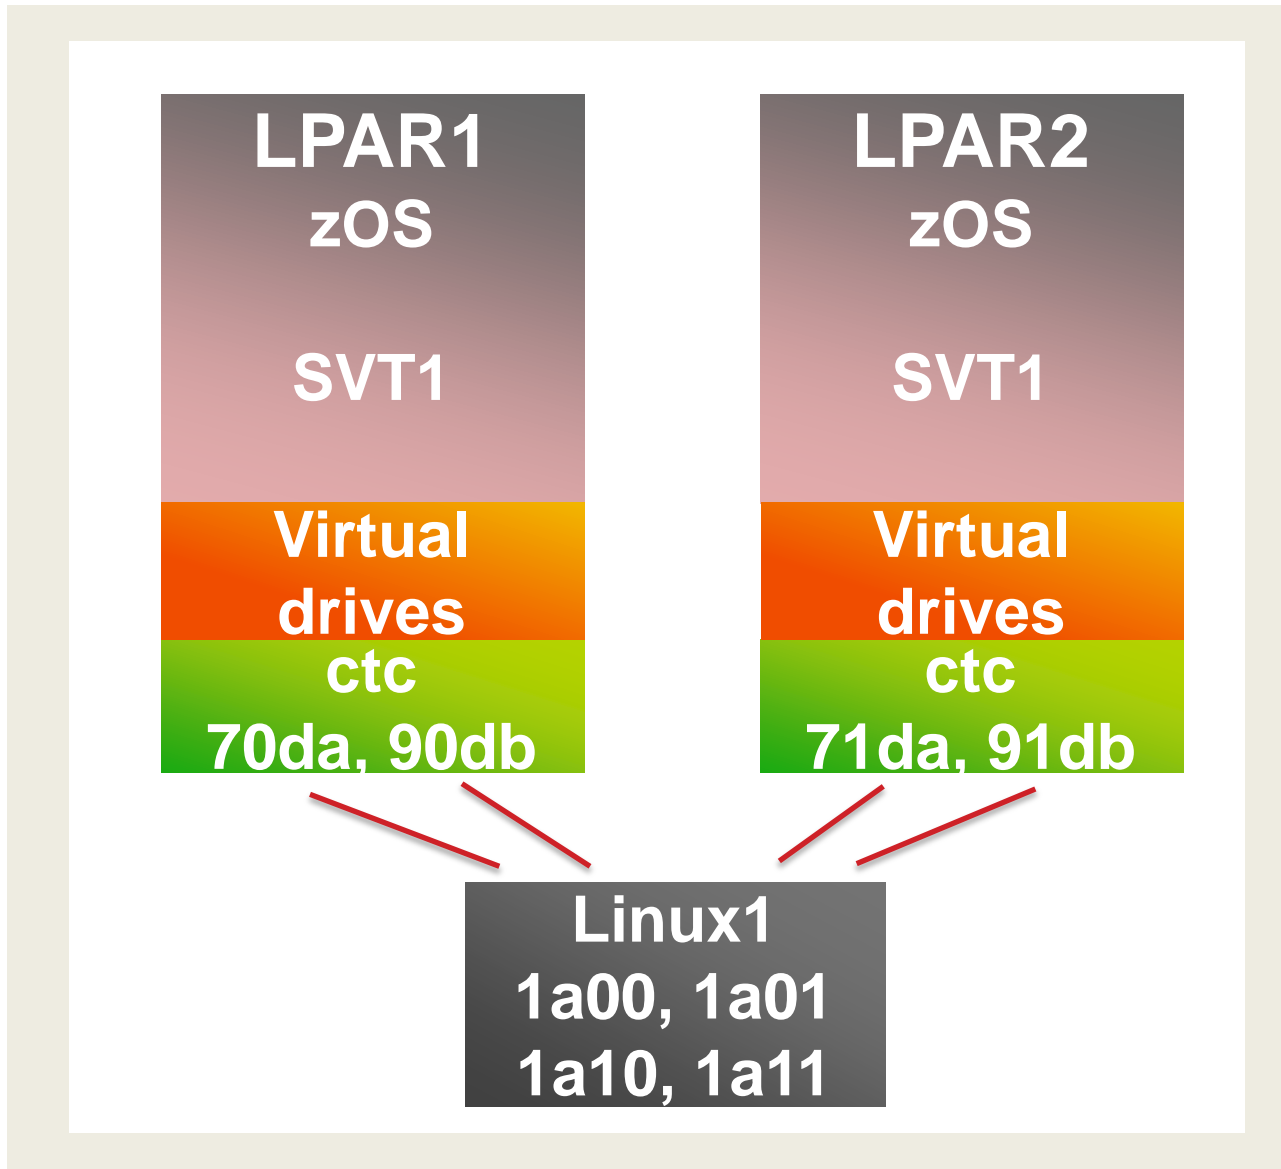 LPAR1
zOS
SVT1
Virtual
drives
ctc
70da, 90db
LPAR2
zOS
SVT1
Virtual
drives
ctc
71da, 91db
Linux1
1a00, 1a01
1a10, 1a11